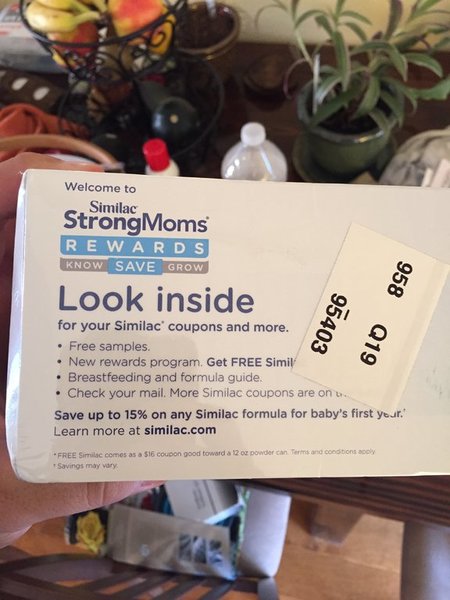 Welcome to
Similac®
StrongMoms®
REWARDS
KNOW SAVE GROW
Look inside
for your Similac® coupons and more.
• Free samples.
• New rewards program. Get FREE
• Breastfeeding and formula guide.
• Check your mail. More Similac coupons are on
Save up to 15% on any Similac formula for baby's first year.†
Learn more at similac.com
* FREE Similac comes as a $16 coupon good toward a 12 oz powder can. Terms and conditions apply.
† Savings may vary.
958 Q19
95403